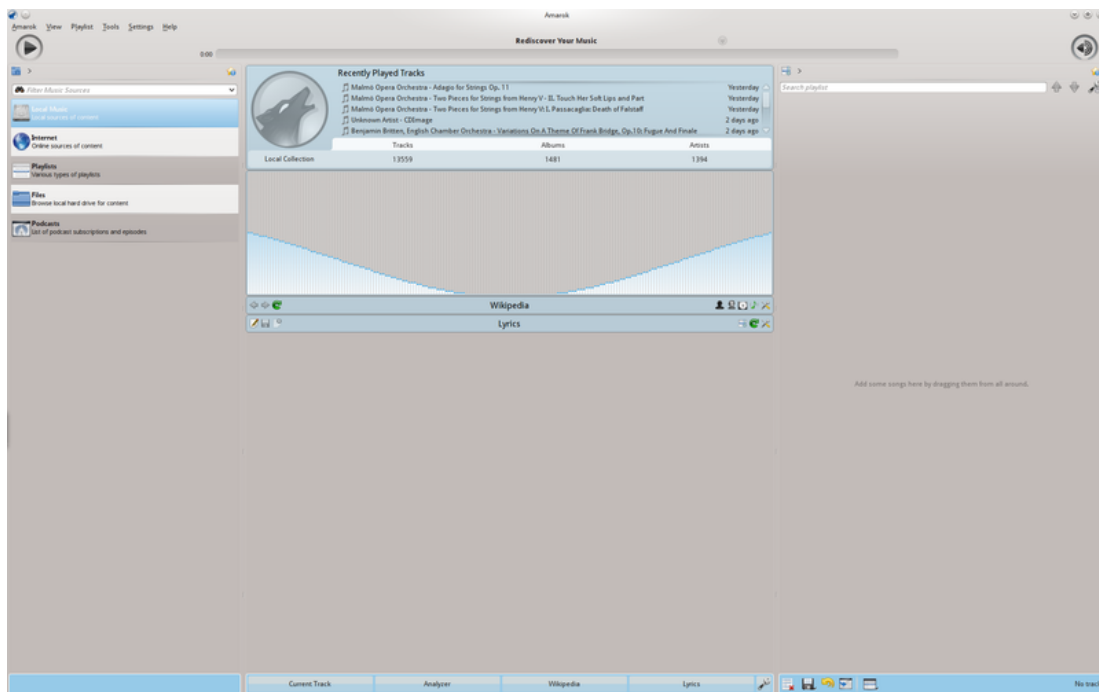 Amarok
Amarok View Playlist Tools Settings Help
Rediscover Your Music
0:00
Filter Music Sources
Local Music
Local sources of content
Internet
Online sources of content
Playlists
Various types of playlists
Files
Browse local hard drive for content
Podcasts
List of podcast subscriptions and episodes
Recently Played Tracks
Malmö Opera Orchestra - Adagio for Strings Op. 11 Yesterday
Malmö Opera Orchestra - Two Pieces for Strings from Henry V - II. Touch Her Soft Lips and Part Yesterday
Malmö Opera Orchestra - Two Pieces for Strings from Henry V: I. Passacaglia: Death of Falstaff Yesterday
Unknown Artist - CDImage 2 days ago
Benjamin Britten, English Chamber Orchestra - Variations On A Theme Of Frank Bridge, Op.10: Fugue And Finale 2 days ago
Tracks Albums Artists
Local Collection 13559 1481 1394
Wikipedia
Lyrics
Search playlist
Add some songs here by dragging them from all around.
Current Track Analyzer Wikipedia Lyrics
No